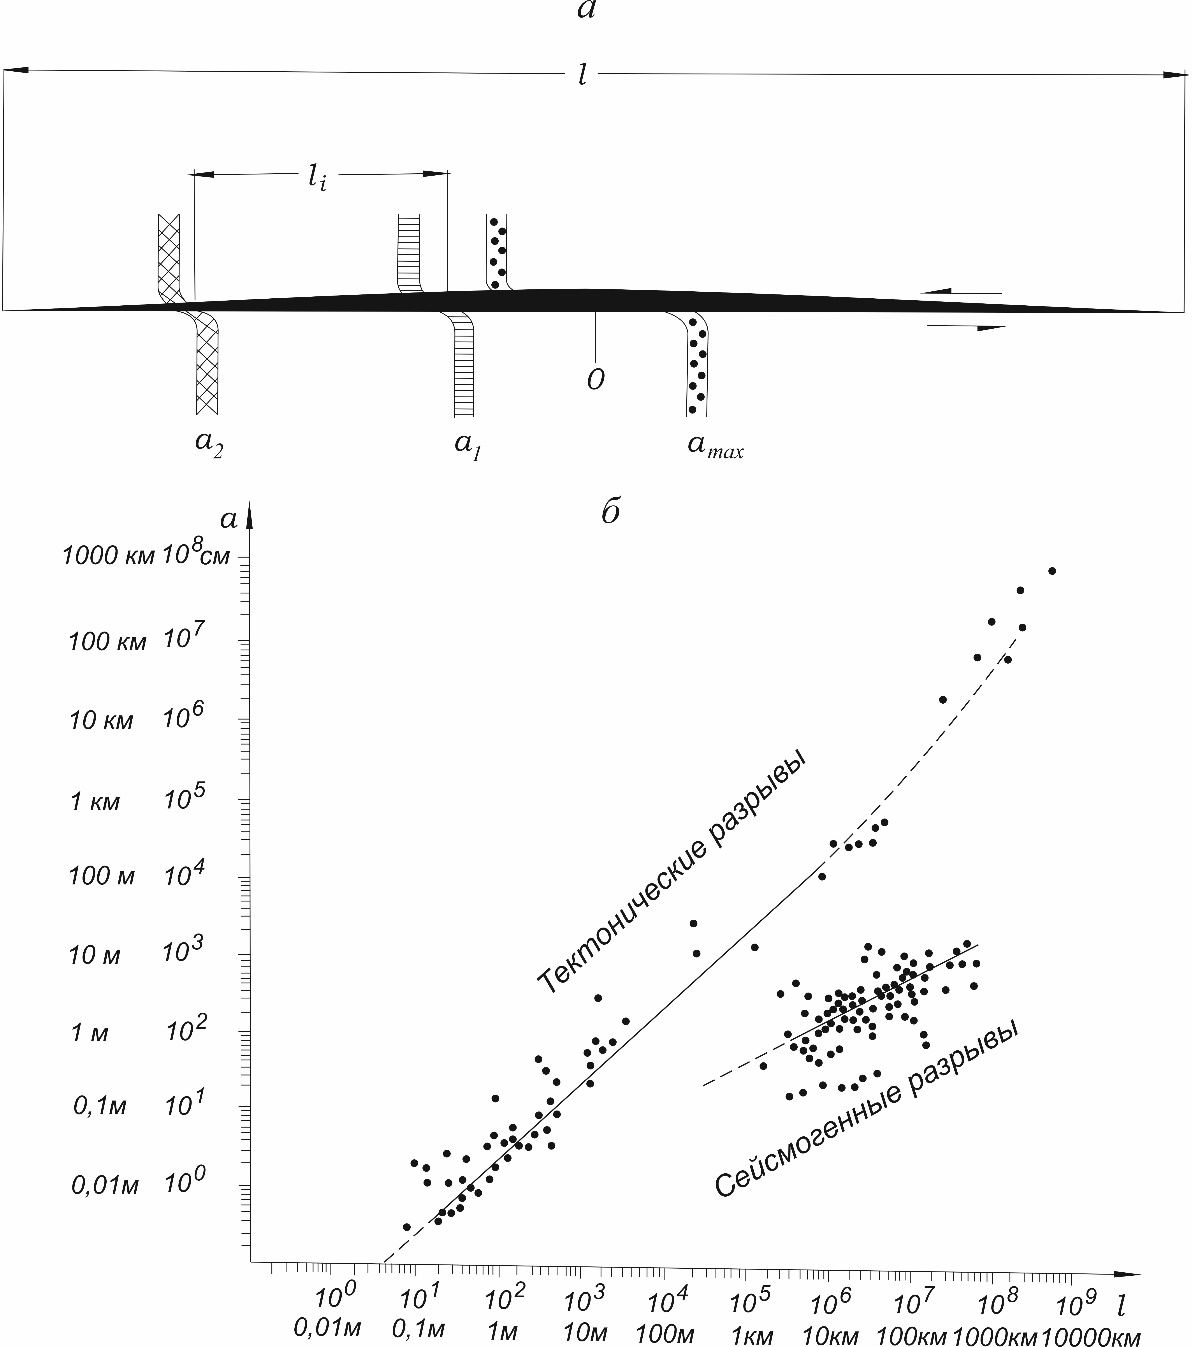 а
l
l_i
0
a_2 a_1 a_max
б
a
1000 км 10^8 см
100 км 10^7
10 км 10^6
1 км 10^5
100 м 10^4
10 м 10^3
1 м 10^2
0,1м 10^1
0,01м 10^0
Тектонические разрывы
Сейсмогенные разрывы
10^0 10^1 10^2 10^3 10^4 10^5 10^6 10^7 10^8 10^9 l
0,01м 0,1м 1м 10м 100м 1км 10км 100км 1000км 10000км